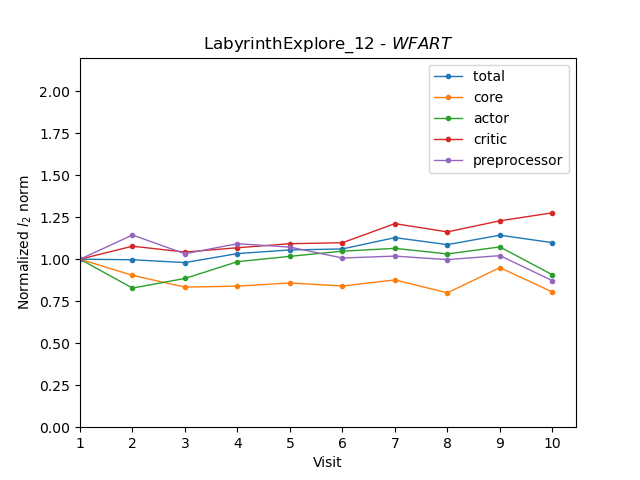 LabyrinthExplore_12 - WFART
total
core
actor
critic
preprocessor
Normalized l2 norm
2.00
1.75
1.50
1.25
1.00
0.75
0.50
0.25
0.00
1 2 3 4 5 6 7 8 9 10
Visit